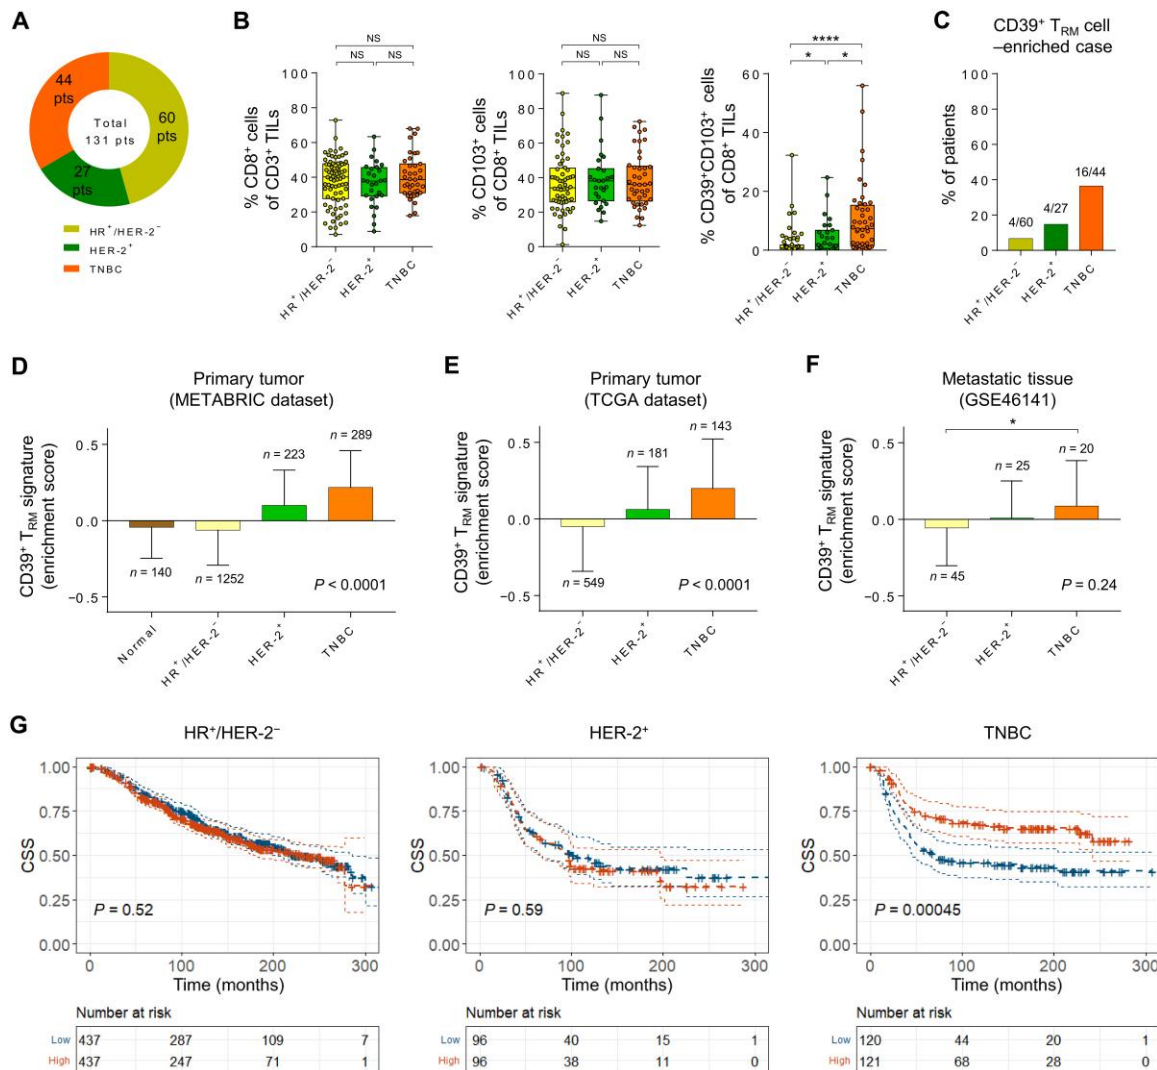 A
44
pts
Total
131 pts
60
pts
27
pts
HR⁺/HER-2⁻
HER-2⁺
TNBC
B
NS
NS NS
% CD8⁺ cells
of CD3⁺ TILs
100
80
60
40
20
0
HR⁺/HER-2⁻
HER-2⁺
TNBC
NS
NS NS
% CD103⁺ cells
of CD8⁺ TILs
100
80
60
40
20
0
HR⁺/HER-2⁻
HER-2⁺
TNBC
****
* *
% CD39⁺CD103⁺ cells
of CD8⁺ TILs
60
40
20
0
HR⁺/HER-2⁻
HER-2⁺
TNBC
C
CD39⁺ TRM cell
–enriched case
% of patients
100
80
60
40
20
0
4/60
4/27
16/44
HR⁺/HER-2⁻
HER-2⁺
TNBC
D
Primary tumor
(METABRIC dataset)
CD39⁺ TRM signature
(enrichment score)
0.5
0.0
−0.5
n = 140
n = 1252
n = 223
n = 289
P < 0.0001
Normal
HR⁺/HER-2⁻
HER-2⁺
TNBC
E
Primary tumor
(TCGA dataset)
CD39⁺ TRM signature
(enrichment score)
0.5
0.0
−0.5
n = 549
n = 181
n = 143
P < 0.0001
HR⁺/HER-2⁻
HER-2⁺
TNBC
F
Metastatic tissue
(GSE46141)
CD39⁺ TRM signature
(enrichment score)
0.5
0.0
−0.5
*
n = 45
n = 25
n = 20
P = 0.24
HR⁺/HER-2⁻
HER-2⁺
TNBC
G
HR⁺/HER-2⁻
CSS
1.00
0.75
0.50
0.25
0.00
P = 0.52
0 100 200 300
Time (months)
Number at risk
Low 437 287 109 7
High 437 247 71 1
HER-2⁺
CSS
1.00
0.75
0.50
0.25
0.00
P = 0.59
0 100 200 300
Time (months)
Number at risk
Low 96 40 15 1
High 96 38 11 0
TNBC
CSS
1.00
0.75
0.50
0.25
0.00
P = 0.00045
0 100 200 300
Time (months)
Number at risk
Low 120 44 20 1
High 121 68 28 0